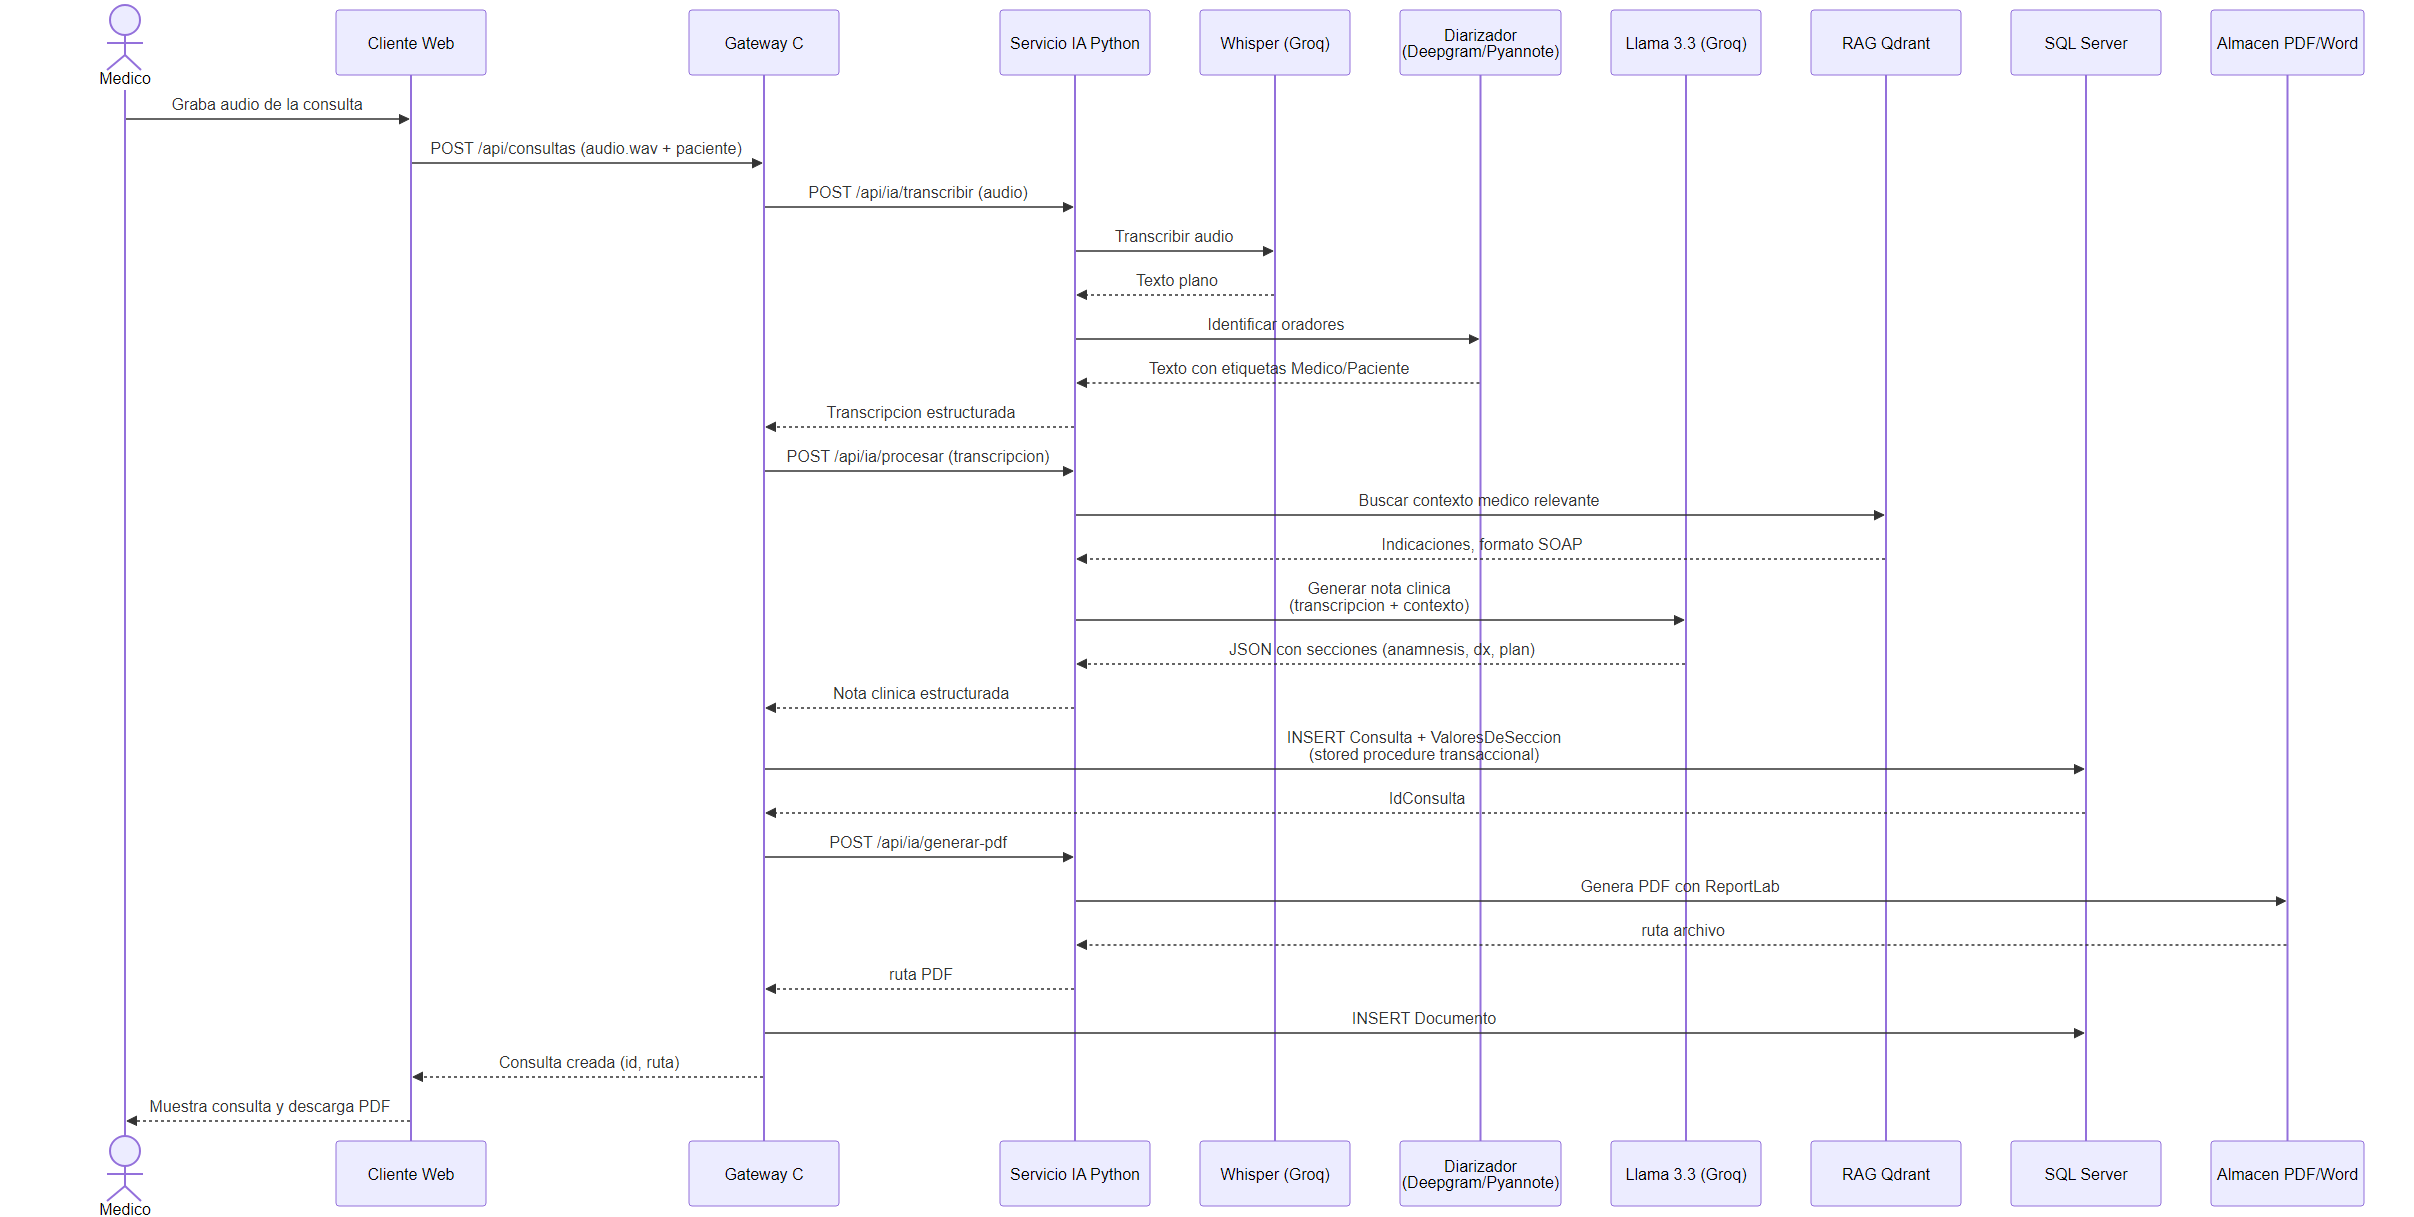 Medico
Cliente Web
Gateway C
Servicio IA Python
Whisper (Groq)
Diarizador
(Deepgram/Pyannote)
Llama 3.3 (Groq)
RAG Qdrant
SQL Server
Almacen PDF/Word
Graba audio de la consulta
POST /api/consultas (audio.wav + paciente)
POST /api/ia/transcribir (audio)
Transcribir audio
Texto plano
Identificar oradores
Texto con etiquetas Medico/Paciente
Transcripcion estructurada
POST /api/ia/procesar (transcripcion)
Buscar contexto medico relevante
Indicaciones, formato SOAP
Generar nota clinica
(transcripcion + contexto)
JSON con secciones (anamnesis, dx, plan)
Nota clinica estructurada
INSERT Consulta + ValoresDeSeccion
(stored procedure transaccional)
IdConsulta
POST /api/ia/generar-pdf
Genera PDF con ReportLab
ruta archivo
ruta PDF
INSERT Documento
Consulta creada (id, ruta)
Muestra consulta y descarga PDF
Medico
Cliente Web
Gateway C
Servicio IA Python
Whisper (Groq)
Diarizador
(Deepgram/Pyannote)
Llama 3.3 (Groq)
RAG Qdrant
SQL Server
Almacen PDF/Word